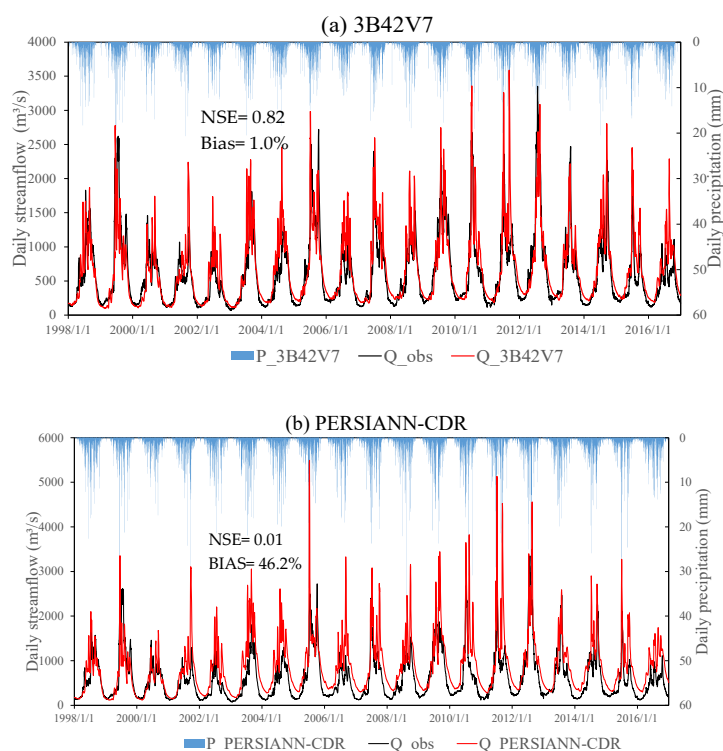 (a) 3B42V7
4000
3500
3000
2500
2000
1500
1000
500
0
Daily streamflow (m³/s)
NSE= 0.82
Bias= 1.0%
0
10
20
30
40
50
60
Daily precipitation (mm)
1998/1/1 2000/1/1 2002/1/1 2004/1/1 2006/1/1 2008/1/1 2010/1/1 2012/1/1 2014/1/1 2016/1/1
P_3B42V7 Q_obs Q_3B42V7
(b) PERSIANN-CDR
6000
5000
4000
3000
2000
1000
0
Daily streamflow (m³/s)
NSE= 0.01
BIAS= 46.2%
0
10
20
30
40
50
60
Daily precipitation (mm)
1998/1/1 2000/1/1 2002/1/1 2004/1/1 2006/1/1 2008/1/1 2010/1/1 2012/1/1 2014/1/1 2016/1/1
P_PERSIANN-CDR Q_obs Q_PERSIANN-CDR